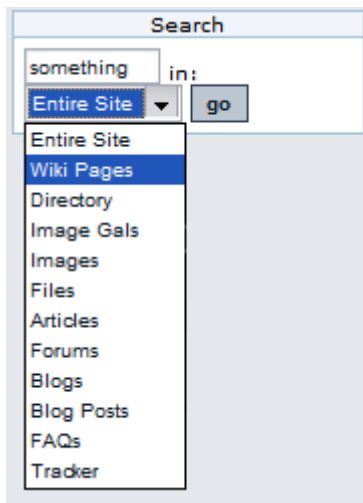 Search
something in:
Entire Site go
Entire Site
Wiki Pages
Directory
Image Gals
Images
Files
Articles
Forums
Blogs
Blog Posts
FAQs
Tracker